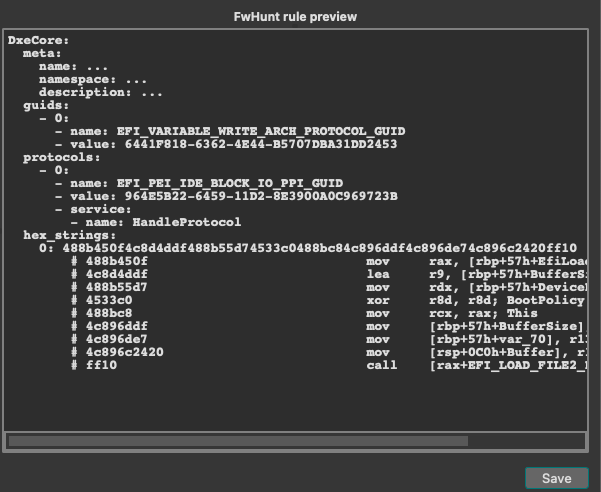 FwHunt rule preview
DxeCore:
meta:
name: ...
namespace: ...
description: ...
guids:
- 0:
- name: EFI_VARIABLE_WRITE_ARCH_PROTOCOL_GUID
- value: 6441F818-6362-4E44-B5707DBA31DD2453
protocols:
- 0:
- name: EFI_PEI_IDE_BLOCK_IO_PPI_GUID
- value: 964E5B22-6459-11D2-8E3900A0C969723B
- service:
- name: HandleProtocol
hex_strings:
0: 488b450f4c8d4ddf488b55d74533c0488bc84c896ddf4c896de74c896c2420ff10
# 488b450f mov rax, [rbp+57h+EfiLoa
# 4c8d4ddf lea r9, [rbp+57h+BufferSi
# 488b55d7 mov rdx, [rbp+57h+Device
# 4533c0 xor r8d, r8d; BootPolicy
# 488bc8 mov rcx, rax; This
# 4c896ddf mov [rbp+57h+BufferSize]
# 4c896de7 mov [rbp+57h+var_70], r1
# 4c896c2420 mov [rsp+0C0h+Buffer], r
# ff10 call [rax+EFI_LOAD_FILE2_
Save